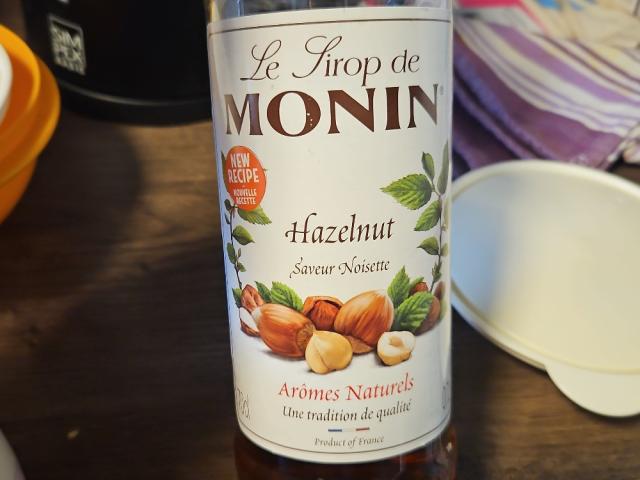 Le Sirop de
MONIN
NEW
RECIPE
NOUVELLE
RECETTE
Hazelnut
Saveur Noisette
Arômes Naturels
Une tradition de qualité
Product of France